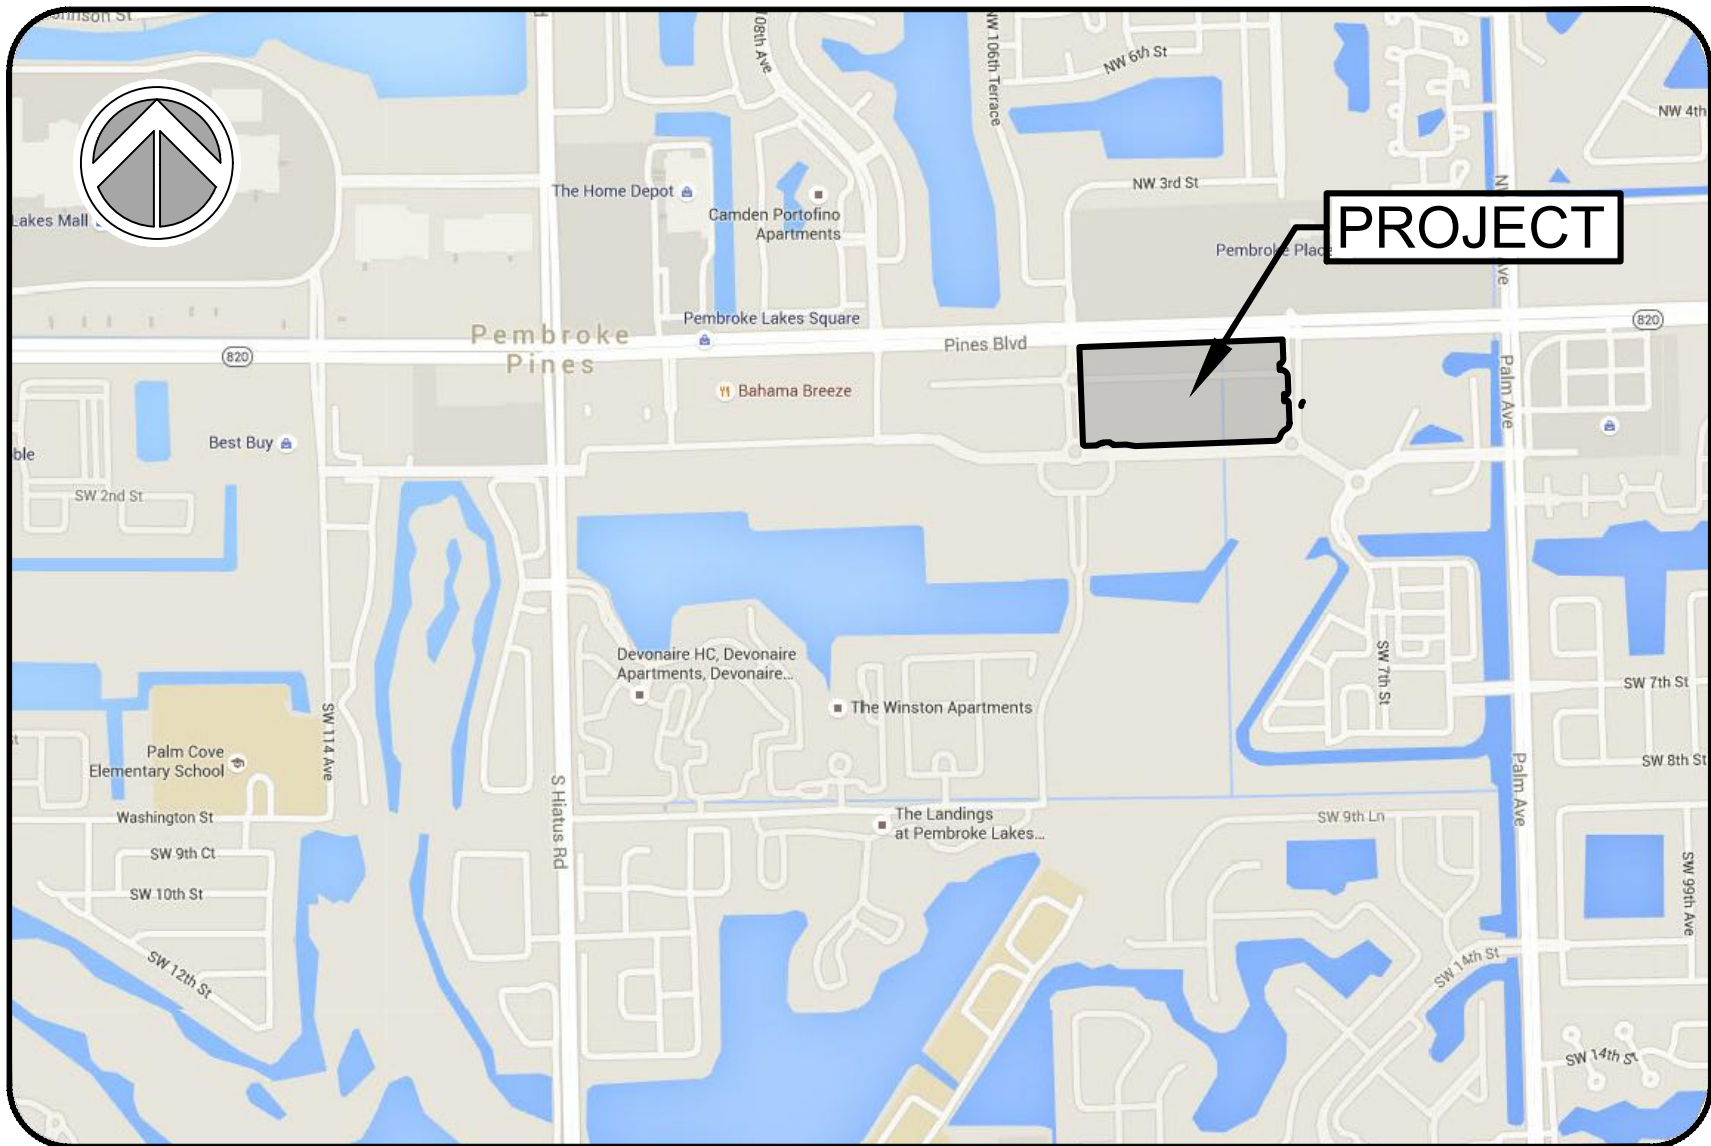 Johnson St
108th Ave
NW 106th Terrace
NW 6th St
NW 4th
Lakes Mall
The Home Depot
Camden Portofino
Apartments
NW 3rd St
PROJECT
Pembroke Place
Ave
Pembroke Lakes Square
820
Pembroke
Pines
820
Pines Blvd
Palm Ave
Bahama Breeze
Best Buy
ble
SW 2nd St
Devonaire HC, Devonaire
Apartments, Devonaire...
SW 7th St
SW 7th St
The Winston Apartments
SW 114 Ave
Palm Cove
Elementary School
SW 8th St
Palm Ave
S Hiatus Rd
Washington St
The Landings
at Pembroke Lakes...
SW 9th Ln
SW 9th Ct
SW 10th St
SW 99th Ave
SW 12th St
SW 14th St
SW 14th St